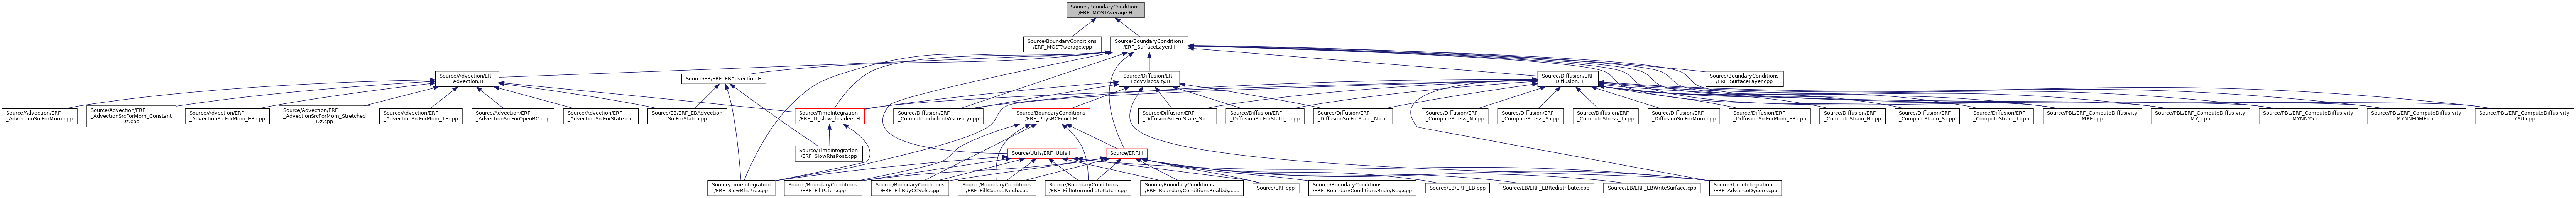 Source/BoundaryConditions
/ERF_MOSTAverage.H
Source/BoundaryConditions
/ERF_MOSTAverage.cpp
Source/BoundaryConditions
/ERF_SurfaceLayer.H
Source/Advection/ERF
_Advection.H
Source/EB/ERF_EBAdvection.H
Source/Diffusion/ERF
_EddyViscosity.H
Source/Diffusion/ERF
_Diffusion.H
Source/BoundaryConditions
/ERF_SurfaceLayer.cpp
Source/Advection/ERF
_AdvectionSrcForMom.cpp
Source/Advection/ERF
_AdvectionSrcForMom_Constant
Dz.cpp
Source/Advection/ERF
_AdvectionSrcForMom_EB.cpp
Source/Advection/ERF
_AdvectionSrcForMom_Stretched
Dz.cpp
Source/Advection/ERF
_AdvectionSrcForMom_TF.cpp
Source/Advection/ERF
_AdvectionSrcForOpenBC.cpp
Source/Advection/ERF
_AdvectionSrcForState.cpp
Source/EB/ERF_EBAdvection
SrcForState.cpp
Source/TimeIntegration
/ERF_TI_slow_headers.H
Source/Diffusion/ERF
_ComputeTurbulentViscosity.cpp
Source/BoundaryConditions
/ERF_PhysBCFunct.H
Source/Diffusion/ERF
_DiffusionSrcForState_S.cpp
Source/Diffusion/ERF
_DiffusionSrcForState_T.cpp
Source/Diffusion/ERF
_DiffusionSrcForState_N.cpp
Source/Diffusion/ERF
_ComputeStress_N.cpp
Source/Diffusion/ERF
_ComputeStress_S.cpp
Source/Diffusion/ERF
_ComputeStress_T.cpp
Source/Diffusion/ERF
_DiffusionSrcForMom.cpp
Source/Diffusion/ERF
_DiffusionSrcForMom_EB.cpp
Source/Diffusion/ERF
_ComputeStrain_N.cpp
Source/Diffusion/ERF
_ComputeStrain_S.cpp
Source/Diffusion/ERF
_ComputeStrain_T.cpp
Source/PBL/ERF_ComputeDiffusivity
MRF.cpp
Source/PBL/ERF_ComputeDiffusivity
MYJ.cpp
Source/PBL/ERF_ComputeDiffusivity
MYNN25.cpp
Source/PBL/ERF_ComputeDiffusivity
MYNNEDMF.cpp
Source/PBL/ERF_ComputeDiffusivity
YSU.cpp
Source/TimeIntegration
/ERF_SlowRhsPost.cpp
Source/Utils/ERF_Utils.H
Source/ERF.H
Source/TimeIntegration
/ERF_SlowRhsPre.cpp
Source/BoundaryConditions
/ERF_FillPatch.cpp
Source/BoundaryConditions
/ERF_FillBdyCCVels.cpp
Source/BoundaryConditions
/ERF_FillCoarsePatch.cpp
Source/BoundaryConditions
/ERF_FillIntermediatePatch.cpp
Source/BoundaryConditions
/ERF_BoundaryConditionsRealbdy.cpp
Source/ERF.cpp
Source/BoundaryConditions
/ERF_BoundaryConditionsBndryReg.cpp
Source/EB/ERF_EB.cpp
Source/EB/ERF_EBRedistribute.cpp
Source/EB/ERF_EBWriteSurface.cpp
Source/TimeIntegration
/ERF_AdvanceDycore.cpp